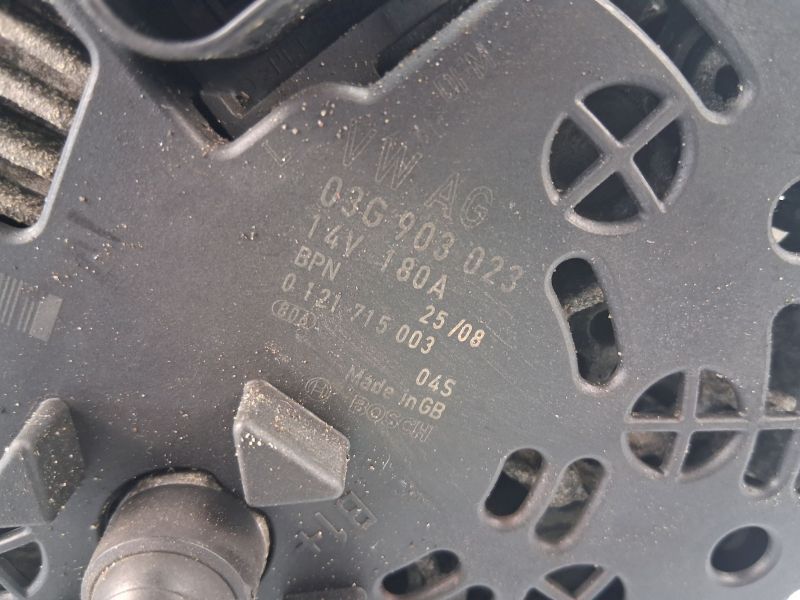 VW AG
03G 903 023
14V 180A
BPN 25/08
0 121 715 003
808 04S
Made in GB
BOSCH